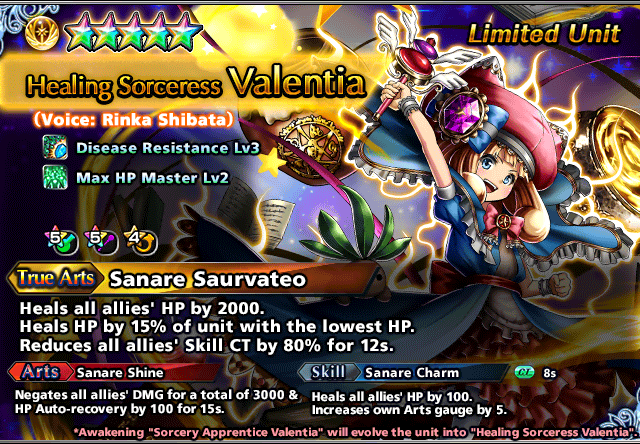 Limited Unit
Healing Sorceress Valentia
(Voice: Rinka Shibata)
Disease Resistance Lv3
Max HP Master Lv2
5 5 4
True Arts Sanare Saurvateo
Heals all allies' HP by 2000.
Heals HP by 15% of unit with the lowest HP.
Reduces all allies' Skill CT by 80% for 12s.
Arts Sanare Shine
Negates all allies' DMG for a total of 3000 &
HP Auto-recovery by 100 for 15s.
Skill Sanare Charm CT 8s
Heals all allies' HP by 100.
Increases own Arts gauge by 5.
*Awakening "Sorcery Apprentice Valentia" will evolve the unit into "Healing Sorceress Valentia".